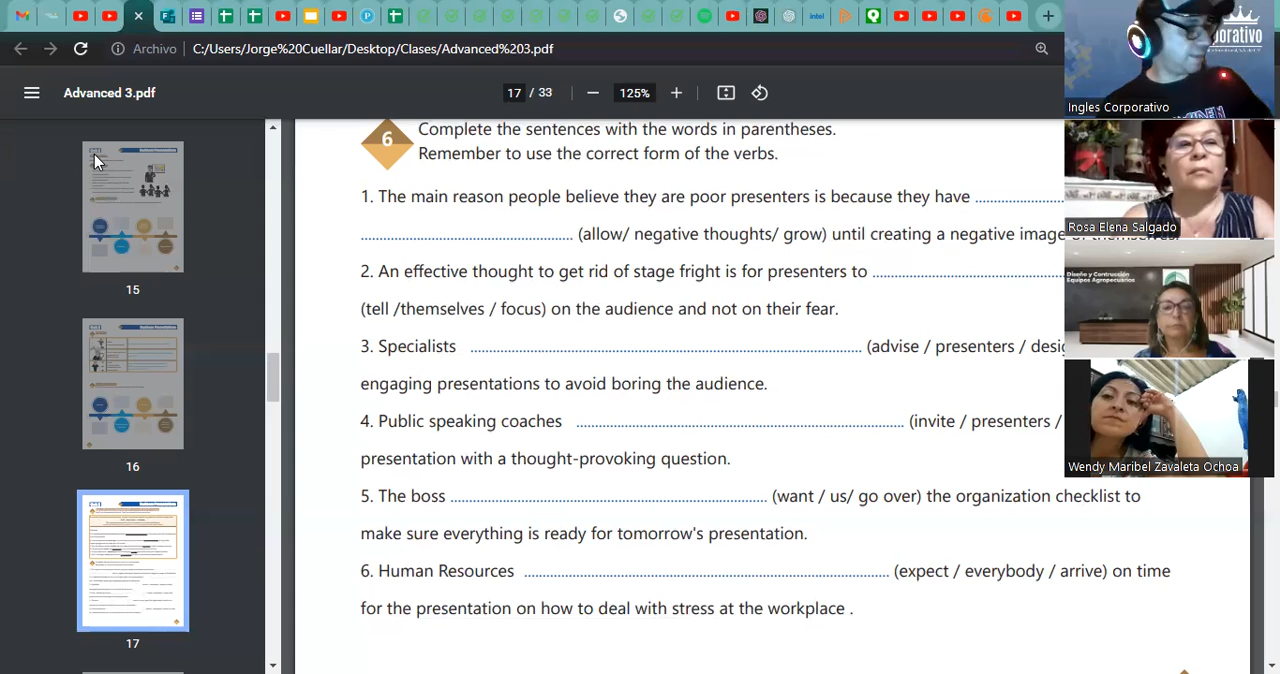 Archivo
C:/Users/Jorge%20Cuellar/Desktop/Clases/Advanced%203.pdf
Advanced 3.pdf
17 / 33
125%
15
16
17
6
Complete the sentences with the words in parentheses.
Remember to use the correct form of the verbs.
1. The main reason people believe they are poor presenters is because they have
(allow/ negative thoughts/ grow) until creating a negative image of themselves.
2. An effective thought to get rid of stage fright is for presenters to
(tell /themselves / focus) on the audience and not on their fear.
3. Specialists (advise / presenters /
engaging presentations to avoid boring the audience.
4. Public speaking coaches (invite / presenters /
presentation with a thought-provoking question.
5. The boss (want / us/ go over) the organization checklist to
make sure everything is ready for tomorrow's presentation.
6. Human Resources (expect / everybody / arrive) on time
for the presentation on how to deal with stress at the workplace .
intel
Ingles Corporativo
Rosa Elena Salgado
Diseño y Contrucción
Equipos Agropecuarios
Wendy Maribel Zavaleta Ochoa